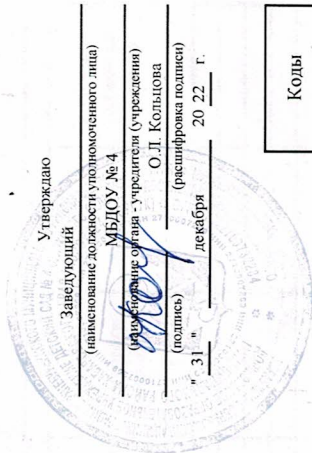 Утверждаю
Заведующий
(наименование должности уполномоченного лица)
МБДОУ № 4
(наименование органа - учредителя (учреждения)
О.Л. Кольцова
(подпись) (расшифровка подписи)
" 31 " декабря 20 22 г.
Коды